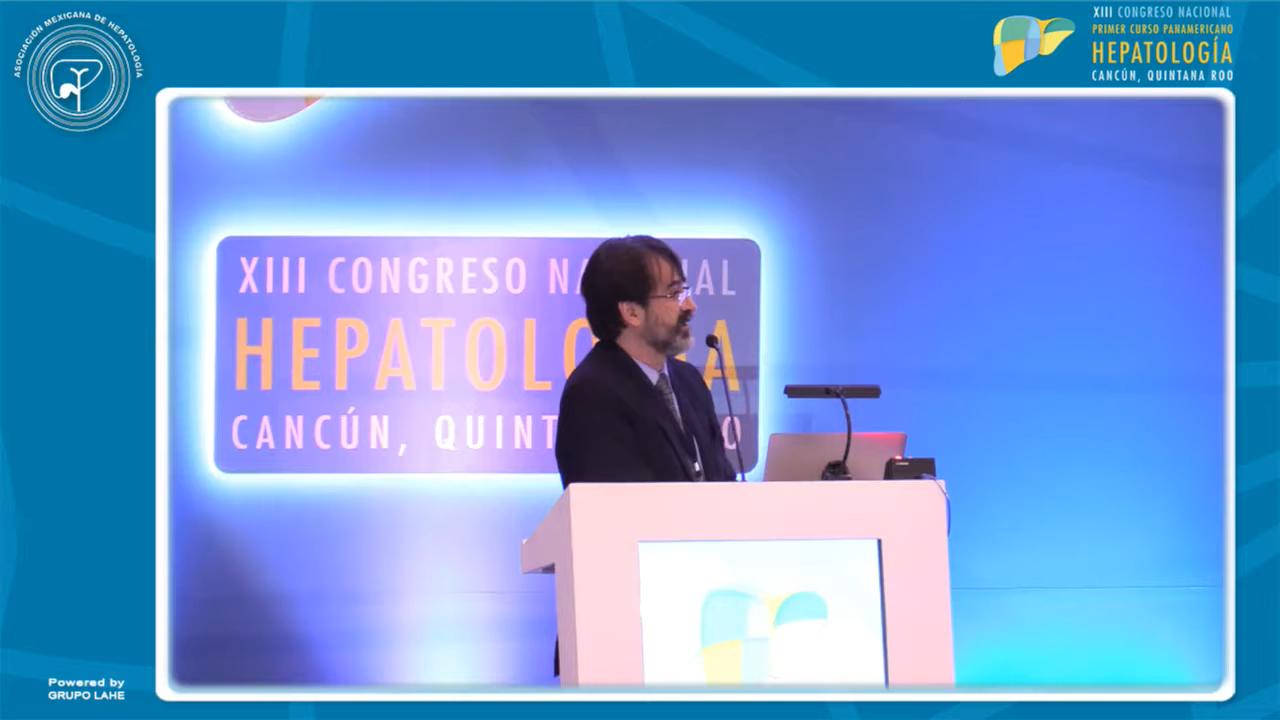 ASOCIACIÓN MEXICANA DE HEPATOLOGÍA
XIII CONGRESO NACIONAL
PRIMER CURSO PANAMERICANO
HEPATOLOGÍA
CANCÚN, QUINTANA ROO
XIII CONGRESO NA AL
HEPATOLO A
CANCÚN, QUINT O
Powered by
GRUPO LAHE